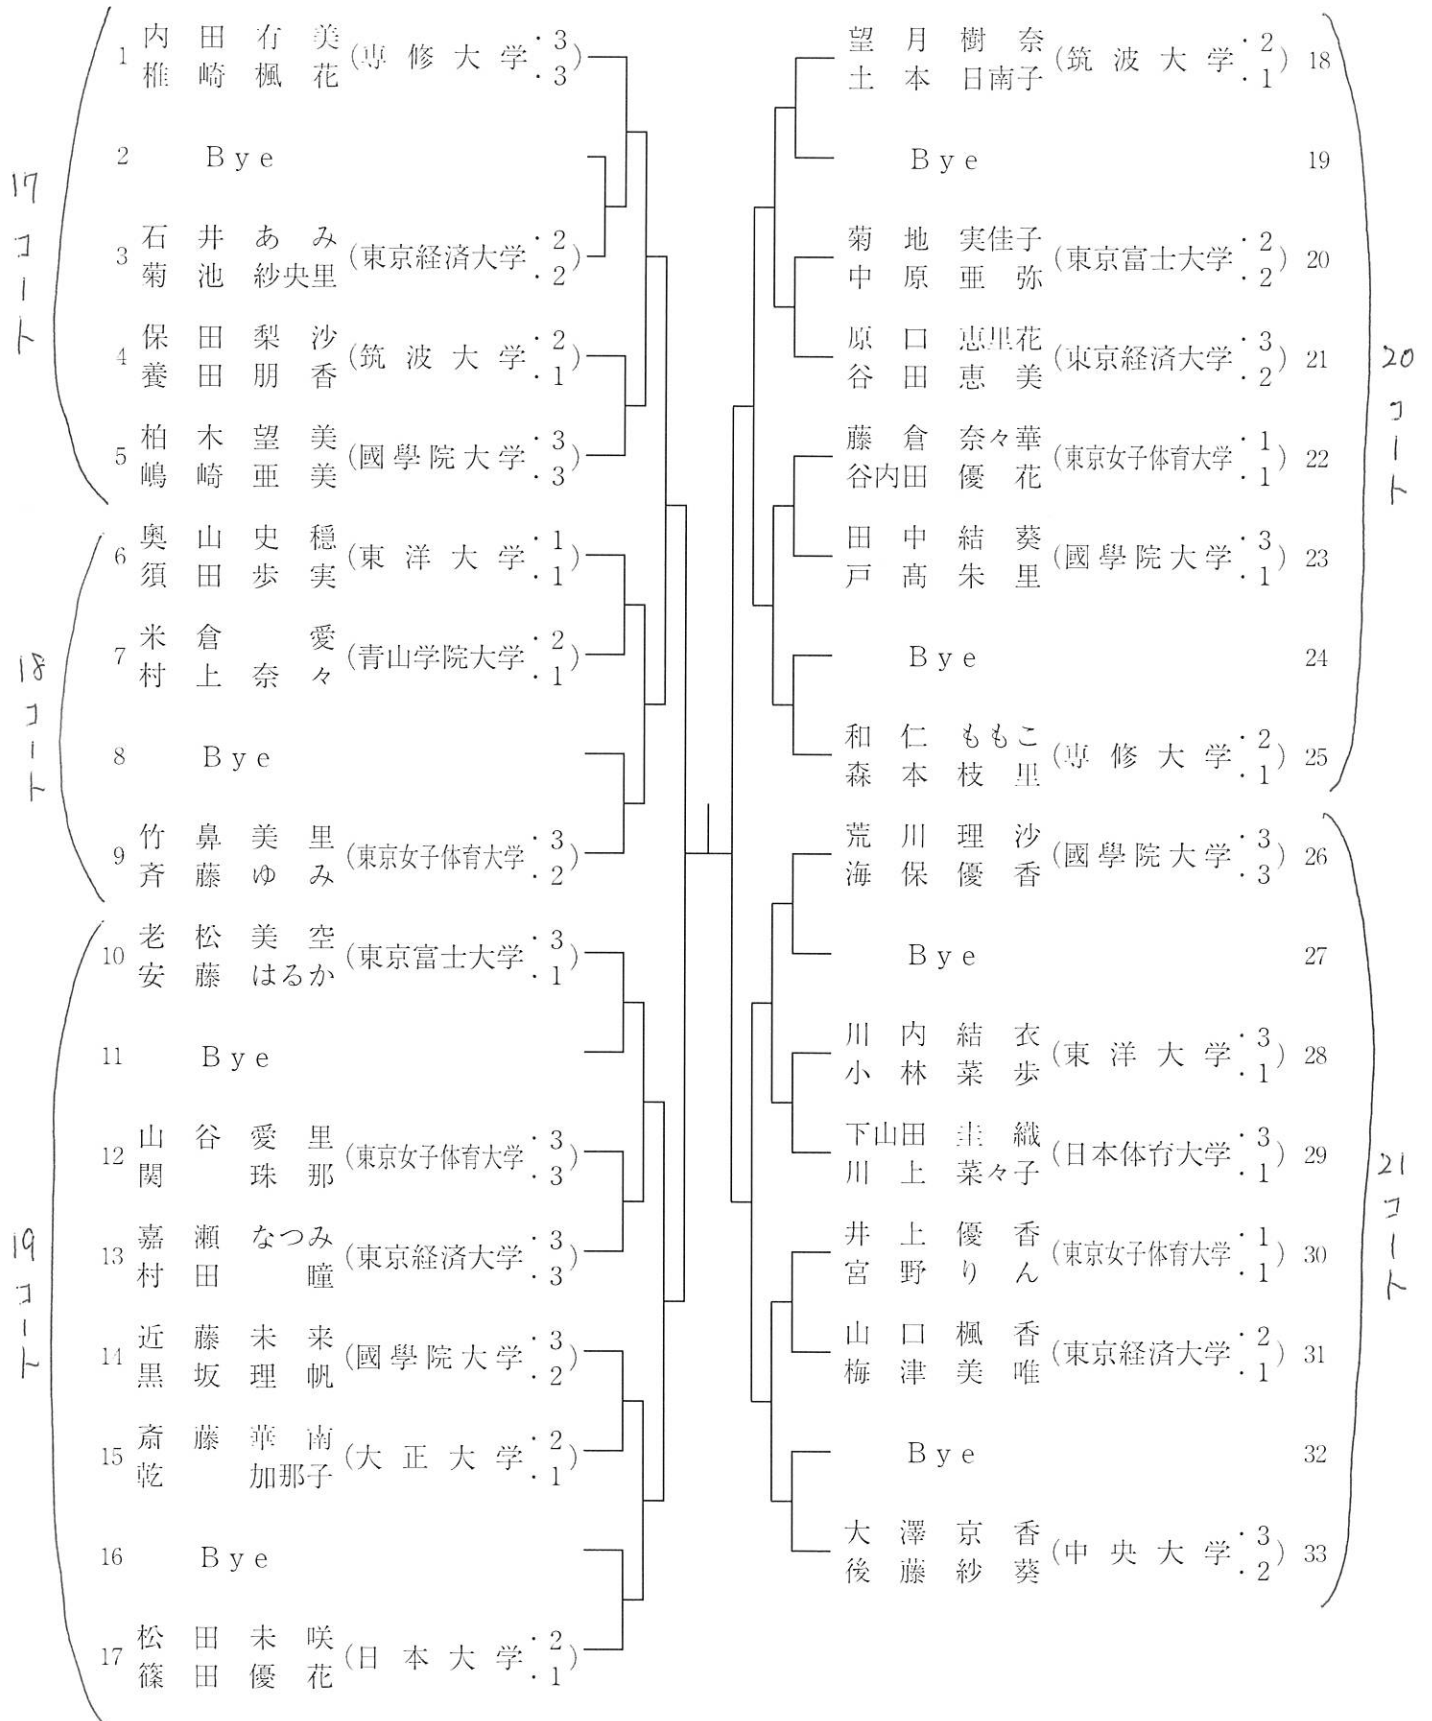 17コート
1 内田有美 (専修大学・3
椎崎楓花 ・3)
2 Bye
3 石井あみ (東京経済大学・2
菊池紗央里 ・2)
4 保田梨沙 (筑波大学・2
養田朋香 ・1)
5 柏木望美 (國學院大学・3
嶋崎亜美 ・3)
18コート
6 奥山史穏 (東洋大学・1
須田歩実 ・1)
7 米倉愛 (青山学院大学・2
村上奈々 ・1)
8 Bye
9 竹鼻美里 (東京女子体育大学・3
斉藤ゆみ ・2)
19コート
10 老松美空 (東京富士大学・3
安藤はるか ・1)
11 Bye
12 山谷愛里 (東京女子体育大学・3
関珠那 ・3)
13 嘉瀬なつみ (東京経済大学・3
村田瞳 ・3)
14 近藤未来 (國學院大学・3
黒坂理帆 ・2)
15 斎藤華南 (大正大学・2
乾加那子 ・1)
16 Bye
17 松田未咲 (日本大学・2
篠田優花 ・1)
20コート
望月樹奈 (筑波大学・2
土本日南子 ・1) 18
Bye 19
菊地実佳子 (東京富士大学・2
中原亜弥 ・2) 20
原口恵里花 (東京経済大学・3
谷田恵美 ・2) 21
藤倉奈々華 (東京女子体育大学・1
谷内田優花 ・1) 22
田中結葵 (國學院大学・3
戸髙朱里 ・1) 23
Bye 24
和仁ももこ (専修大学・2
森本枝里 ・1) 25
21コート
荒川理沙 (國學院大学・3
海保優香 ・3) 26
Bye 27
川内結衣 (東洋大学・3
小林菜歩 ・1) 28
下山田圭織 (日本体育大学・3
川上菜々子 ・1) 29
井上優香 (東京女子体育大学・1
宮野りん ・1) 30
山口楓香 (東京経済大学・2
梅津美唯 ・1) 31
Bye 32
大澤京香 (中央大学・3
後藤紗葵 ・2) 33